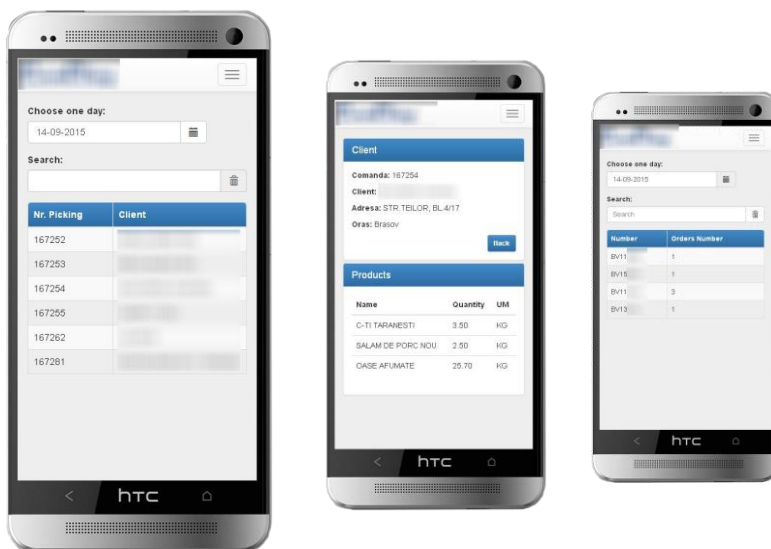 Choose one day:
14-09-2015
Search:
Nr. Picking Client
167252
167253
167254
167255
167262
167281
hTC
Client
Comanda: 167254
Client:
Adresa: STR.TEILOR, BL.4/17
Oras: Brasov
Back
Products
Name Quantity UM
C-TI TARANESTI 3.50 KG
SALAM DE PORC NOU 2.50 KG
OASE AFUMATE 25.70 KG
hTC
Choose one day:
14-09-2015
Search:
Search
Number Orders Number
BV11 1
BV15 1
BV11 3
BV13 1
hTC